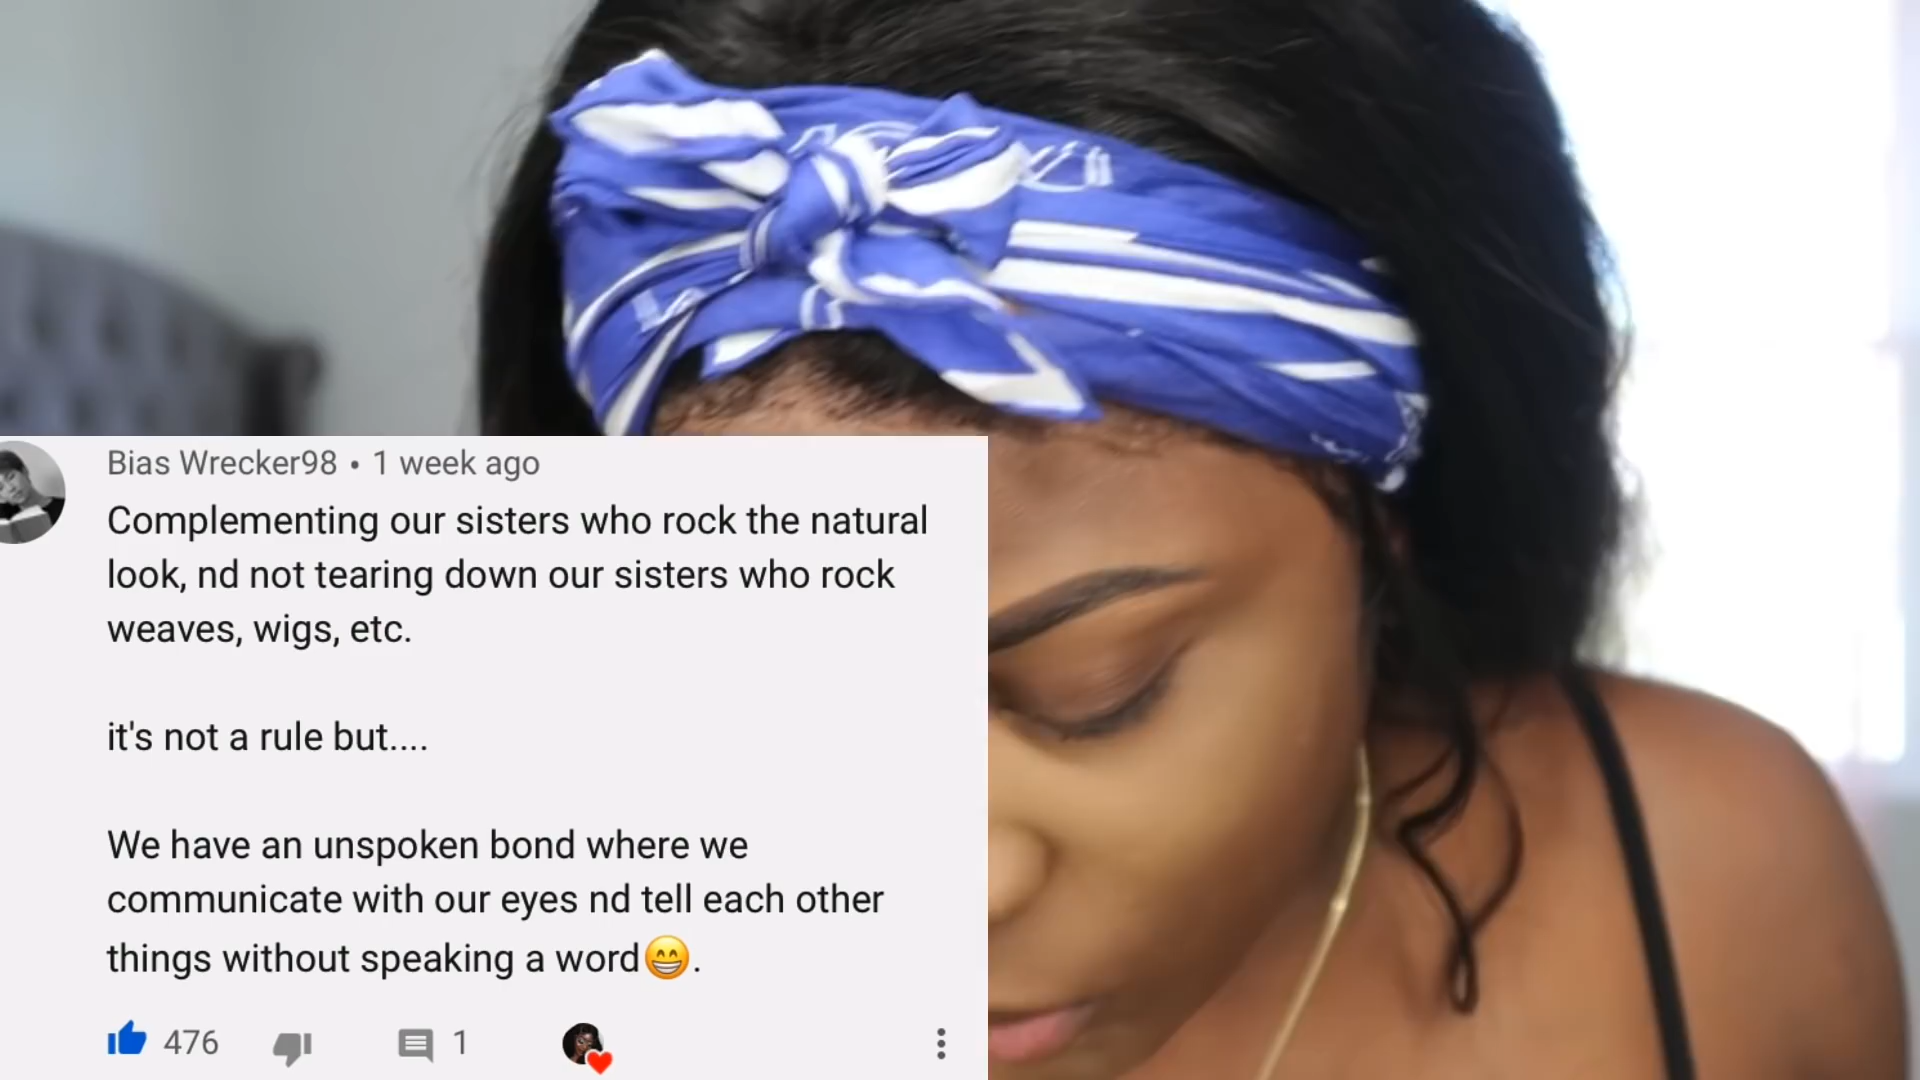 Bias Wrecker98 • 1 week ago
Complementing our sisters who rock the natural
look, nd not tearing down our sisters who rock
weaves, wigs, etc.
it's not a rule but....
We have an unspoken bond where we
communicate with our eyes nd tell each other
things without speaking a word😁.
476
1